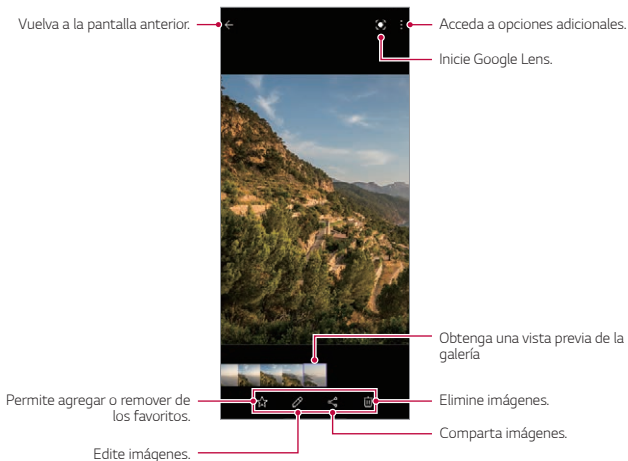 Vuelva a la pantalla anterior.
Acceda a opciones adicionales.
Inicie Google Lens.
Obtenga una vista previa de la
galería
Permite agregar o remover de
los favoritos.
Elimine imágenes.
Comparta imágenes.
Edite imágenes.